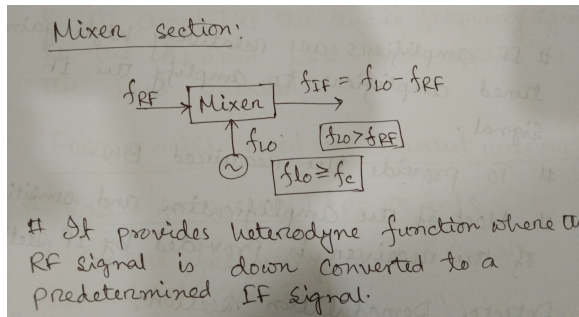 Mixer section:
fRF
Mixer
fIF = fLO - fRF
fLO
fLO > fRF
flo ≥ fc
# It provides heterodyne function where a
RF signal is down converted to a
predetermined IF signal.